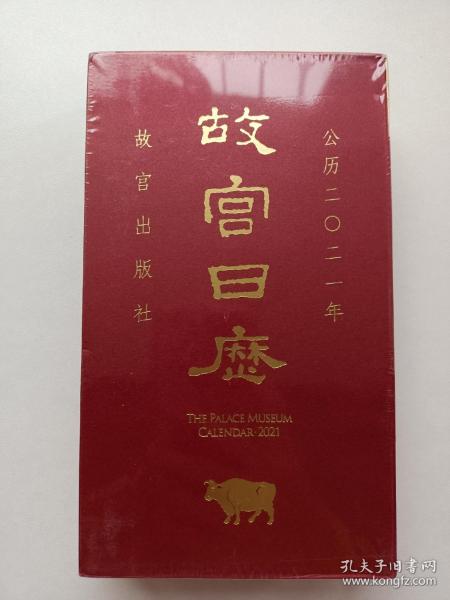 公历二〇二一年
故宫日历
故宫出版社
THE PALACE MUSEUM
CALENDAR·2021
孔夫子旧书网
www.kongfz.com